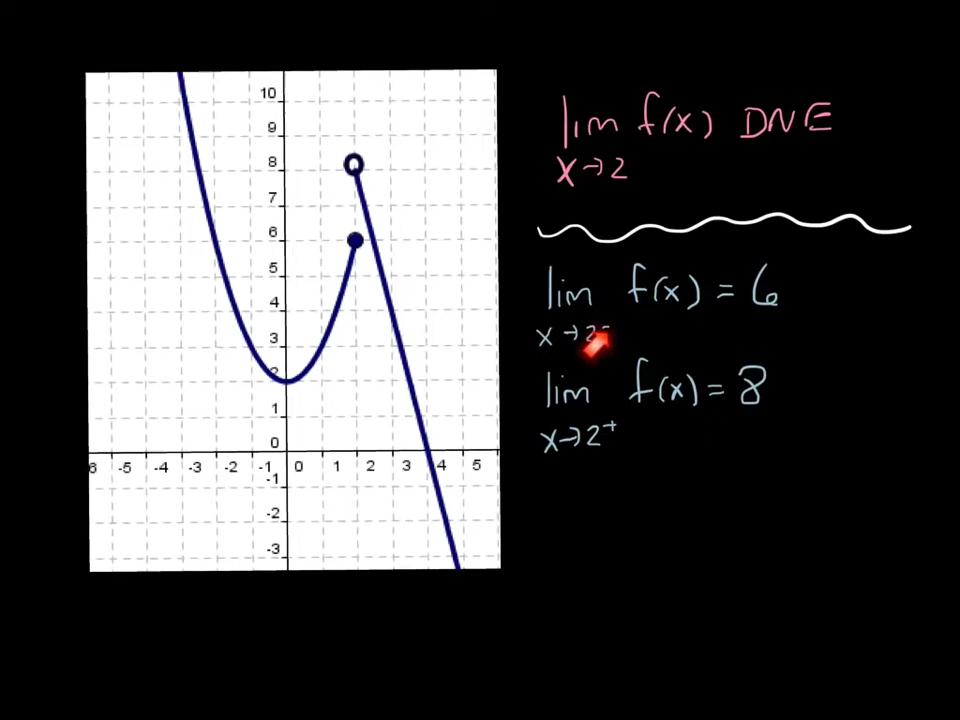 lim f(x) DNE
x→2
lim f(x) = 6
x→2⁻
lim f(x) = 8
x→2⁺
10
9
8
7
6
5
4
3
2
1
0
6 -5 -4 -3 -2 -1 0 1 2 3 4 5
-1
-2
-3